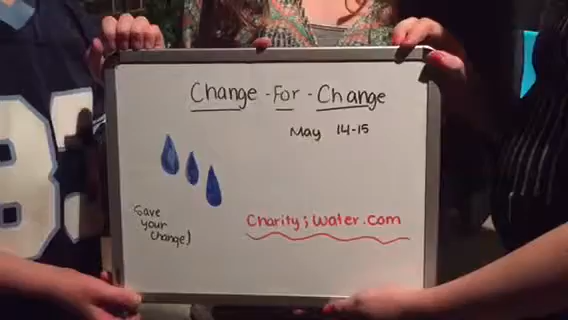 Change - For - Change
May 14-15
Save
your
change!
Charity; water.com